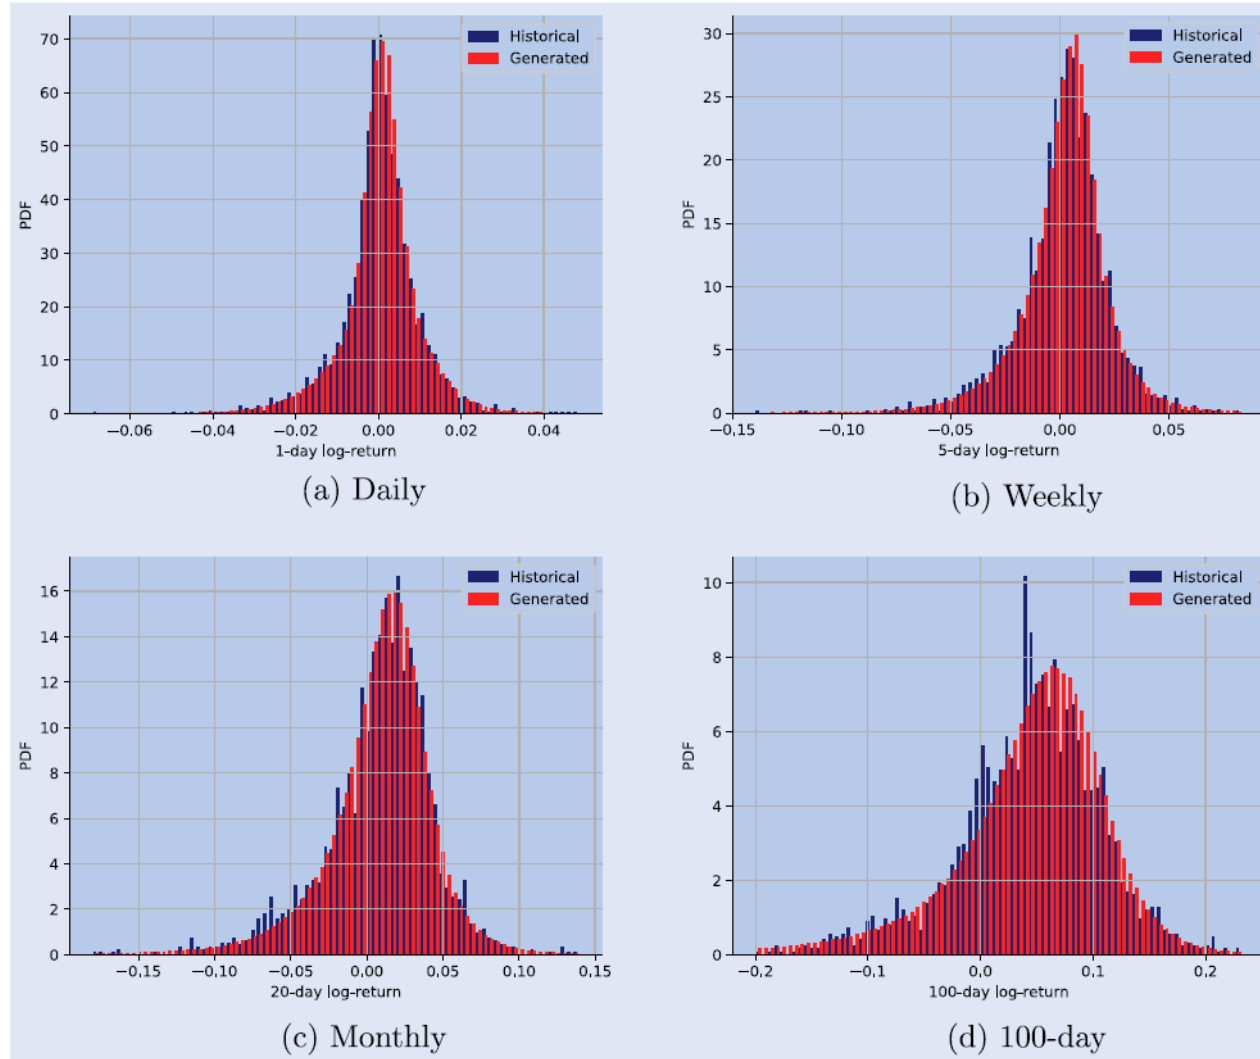 70
60
50
40
30
20
10
0
PDF
−0.06 −0.04 −0.02 0.00 0.02 0.04
1-day log-return
Historical
Generated
(a) Daily
30
25
20
15
10
5
0
PDF
−0.15 −0.10 −0.05 0.00 0.05
5-day log-return
Historical
Generated
(b) Weekly
16
14
12
10
8
6
4
2
0
PDF
−0.15 −0.10 −0.05 0.00 0.05 0.10 0.15
20-day log-return
Historical
Generated
(c) Monthly
10
8
6
4
2
0
PDF
−0.2 −0.1 0.0 0.1 0.2
100-day log-return
Historical
Generated
(d) 100-day